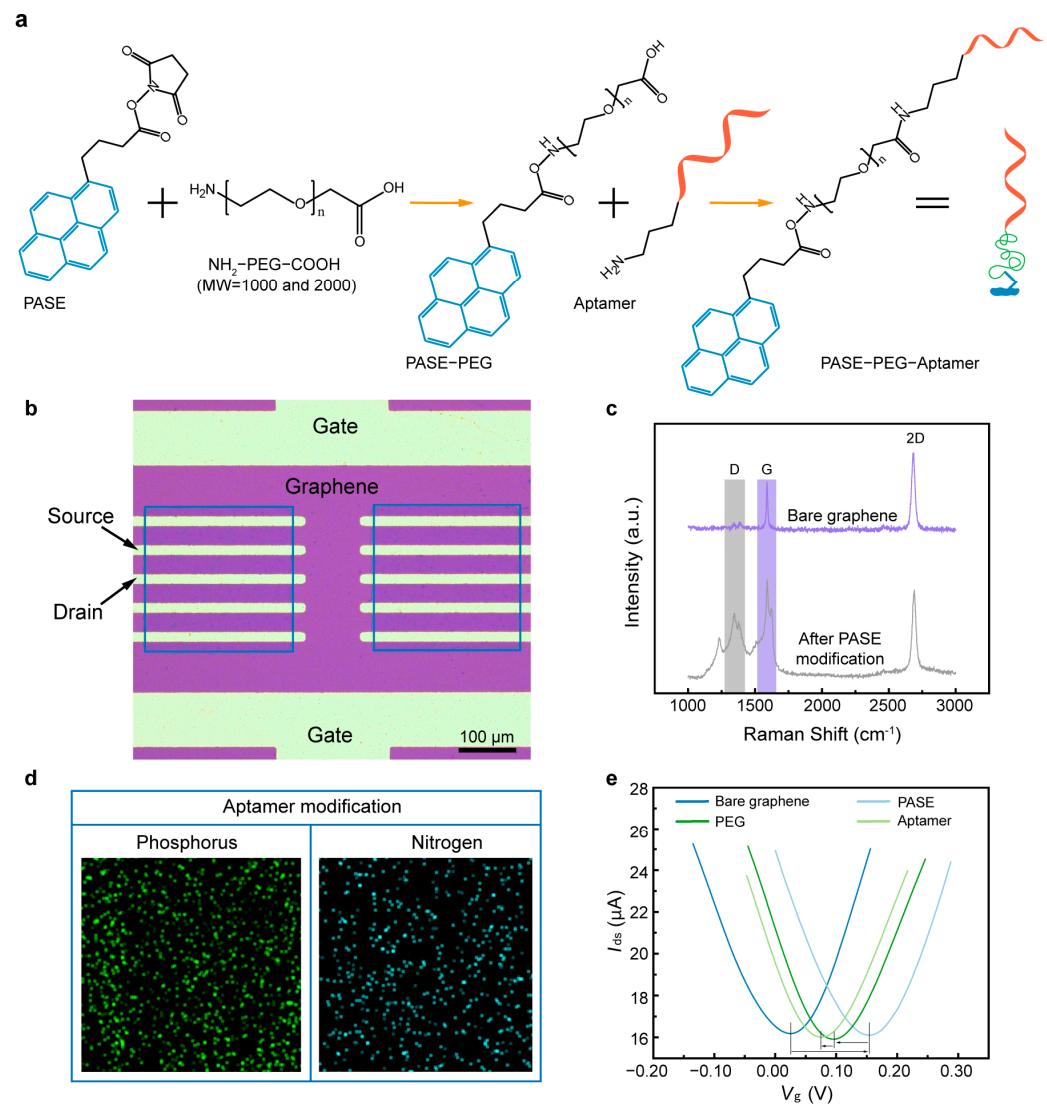 a
O
N
O
O
O
PASE
H₂N
O
n
O
OH
NH₂−PEG−COOH
(MW=1000 and 2000)
OH
O
O
n
H
N
O
O
PASE−PEG
H₂N
Aptamer
H
N
O
O
n
H
N
O
O
PASE−PEG−Aptamer
b
Gate
Graphene
Source
Drain
Gate
100 μm
c
2D
D G
Bare graphene
After PASE
modification
Intensity (a.u.)
1000 1500 2000 2500 3000
Raman Shift (cm⁻¹)
d
Aptamer modification
Phosphorus Nitrogen
e
28
26
24
22
20
18
16
Bare graphene PASE
PEG Aptamer
Ids (μA)
−0.20 −0.10 0.00 0.10 0.20 0.30
Vg (V)